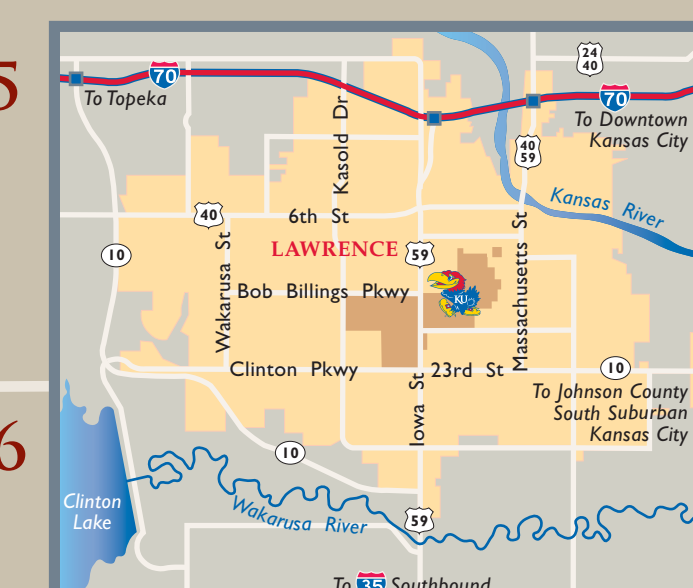 5
24
40
70
To Topeka
70
To Downtown
Kansas City
Kasold Dr
40
59
Kansas River
40
6th St
LAWRENCE
59
10
Wakarusa St
Massachusetts St
KU
Bob Billings Pkwy
Clinton Pkwy
23rd St
10
To Johnson County
South Suburban
Kansas City
Iowa St
6
10
Clinton
Lake
Wakarusa River
59
To 35 Southbound